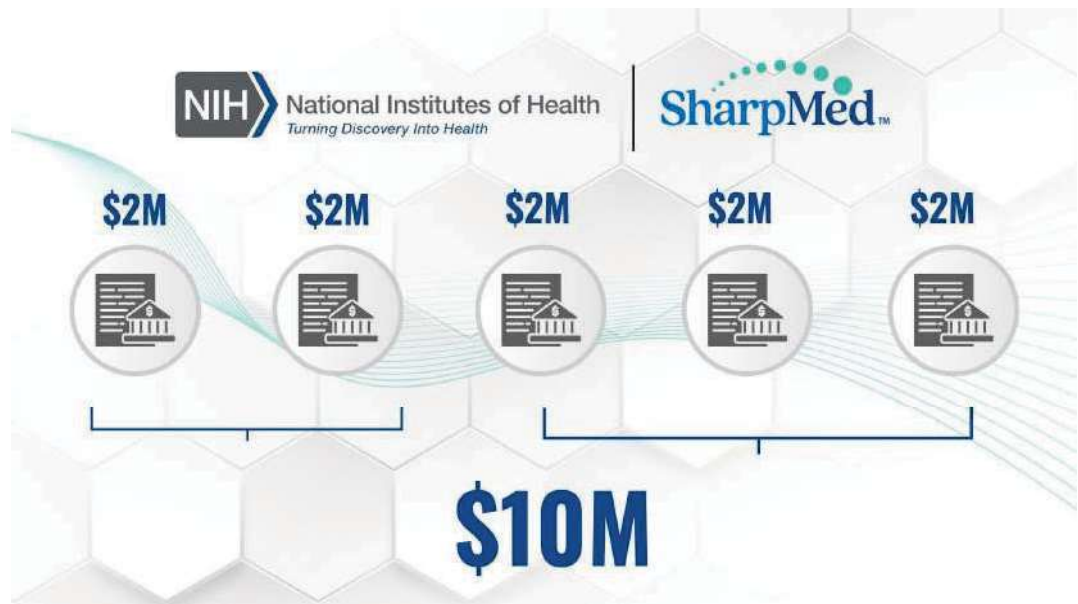 NIH
National Institutes of Health
Turning Discovery Into Health
SharpMed™
$2M
$2M
$2M
$2M
$2M
$
$
$
$
$
$10M